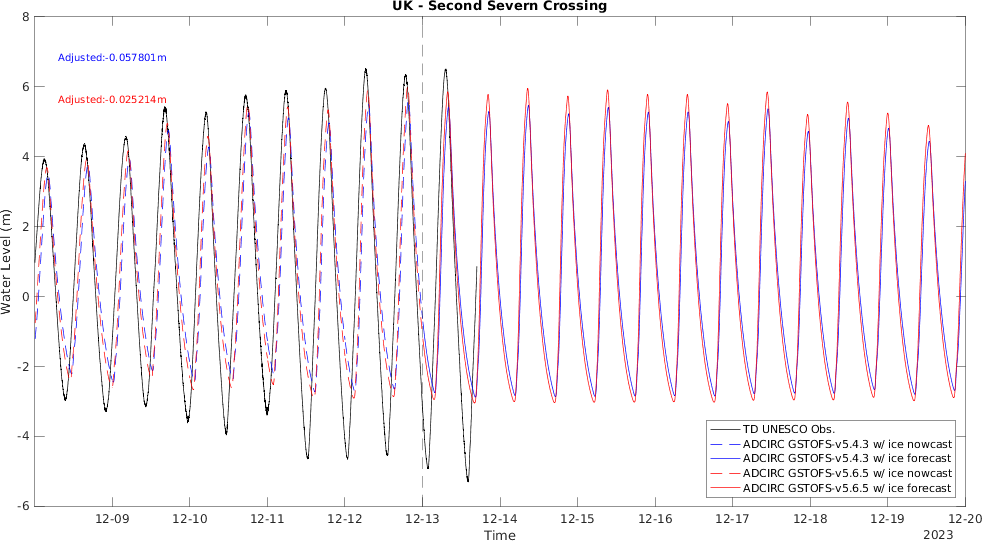 UK - Second Severn Crossing
8
6
4
2
0
-2
-4
-6
Water Level (m)
Adjusted:-0.057801m
Adjusted:-0.025214m
TD UNESCO Obs.
ADCIRC GSTOFS-v5.4.3 w/ ice nowcast
ADCIRC GSTOFS-v5.4.3 w/ ice forecast
ADCIRC GSTOFS-v5.6.5 w/ ice nowcast
ADCIRC GSTOFS-v5.6.5 w/ ice forecast
12-09 12-10 12-11 12-12 12-13 12-14 12-15 12-16 12-17 12-18 12-19 12-20
Time
2023